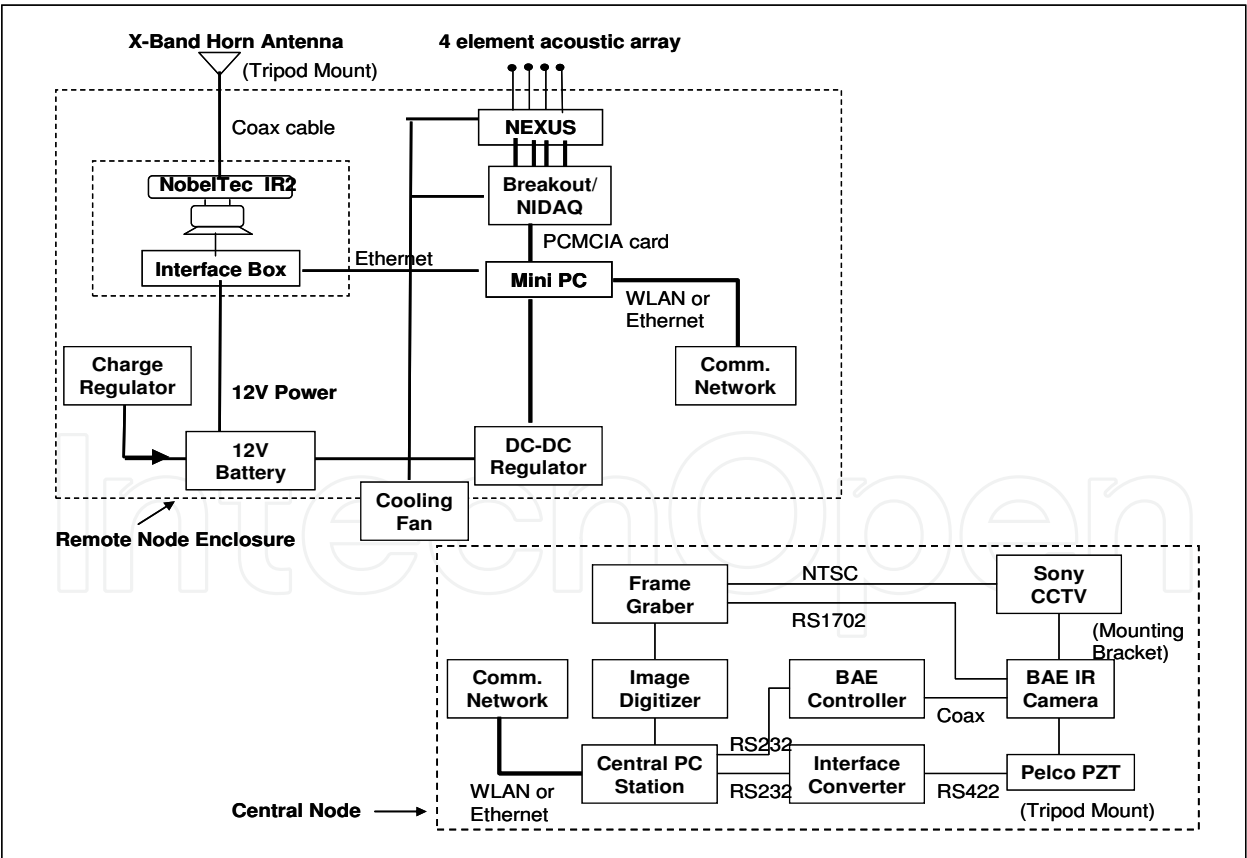 X-Band Horn Antenna
(Tripod Mount)
4 element acoustic array
Coax cable
NEXUS
NobelTec IR2
Breakout/
NIDAQ
PCMCIA card
Interface Box
Ethernet
Mini PC
WLAN or
Ethernet
Charge
Regulator
Comm.
Network
12V Power
12V
Battery
DC-DC
Regulator
Cooling
Fan
Remote Node Enclosure
IntechOpen
Frame
Graber
NTSC
Sony
CCTV
RS1702
(Mounting
Bracket)
Comm.
Network
Image
Digitizer
BAE
Controller
BAE IR
Camera
Coax
RS232
Central PC
Station
Interface
Converter
Pelco PZT
WLAN or
Ethernet
RS232
RS422
Central Node
(Tripod Mount)